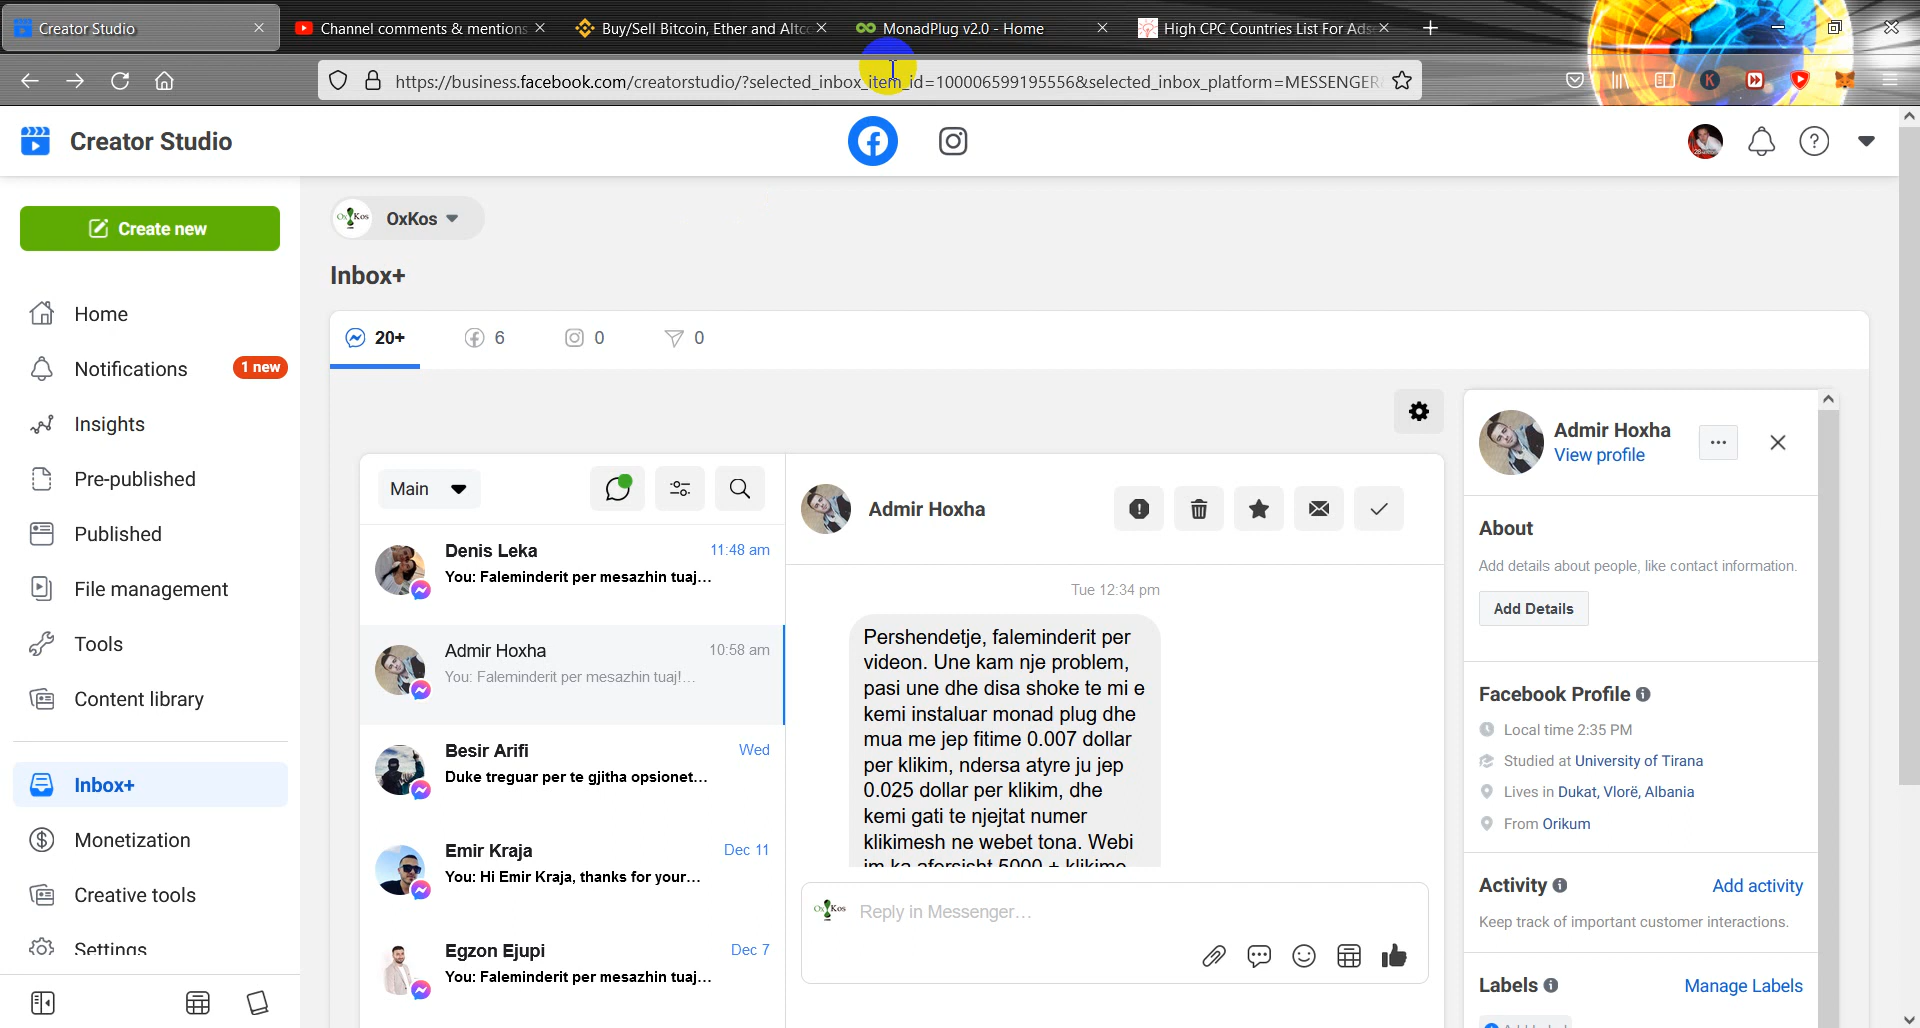 Creator Studio
Channel comments & mentions
Buy/Sell Bitcoin, Ether and Altc
MonadPlug v2.0 - Home
High CPC Countries List For Ads
https://business.facebook.com/creatorstudio/?selected_inbox_item_id=100006599195556&selected_inbox_platform=MESSENGER
Creator Studio
Create new
Home
Notifications
1 new
Insights
Pre-published
Published
File management
Tools
Content library
Inbox+
Monetization
Creative tools
Settings
OxKos
OxKos
Inbox+
20+
6
0
0
Main
Denis Leka
11:48 am
You: Faleminderit per mesazhin tuaj...
Admir Hoxha
10:58 am
You: Faleminderit per mesazhin tuaj!...
Besir Arifi
Wed
Duke treguar per te gjitha opsionet...
Emir Kraja
Dec 11
You: Hi Emir Kraja, thanks for your...
Egzon Ejupi
Dec 7
You: Faleminderit per mesazhin tuaj...
Admir Hoxha
Tue 12:34 pm
Pershendetje, faleminderit per
videon. Une kam nje problem,
pasi une dhe disa shoke te mi e
kemi instaluar monad plug dhe
mua me jep fitime 0.007 dollar
per klikim, ndersa atyre ju jep
0.025 dollar per klikim, dhe
kemi gati te njejtat numer
klikimesh ne webet tona. Webi
im ka afersisht 5000 + klikime
OxKos
Reply in Messenger...
Admir Hoxha
View profile
About
Add details about people, like contact information.
Add Details
Facebook Profile
Local time 2:35 PM
Studied at University of Tirana
Lives in Dukat, Vlorë, Albania
From Orikum
Activity
Add activity
Keep track of important customer interactions.
Labels
Manage Labels